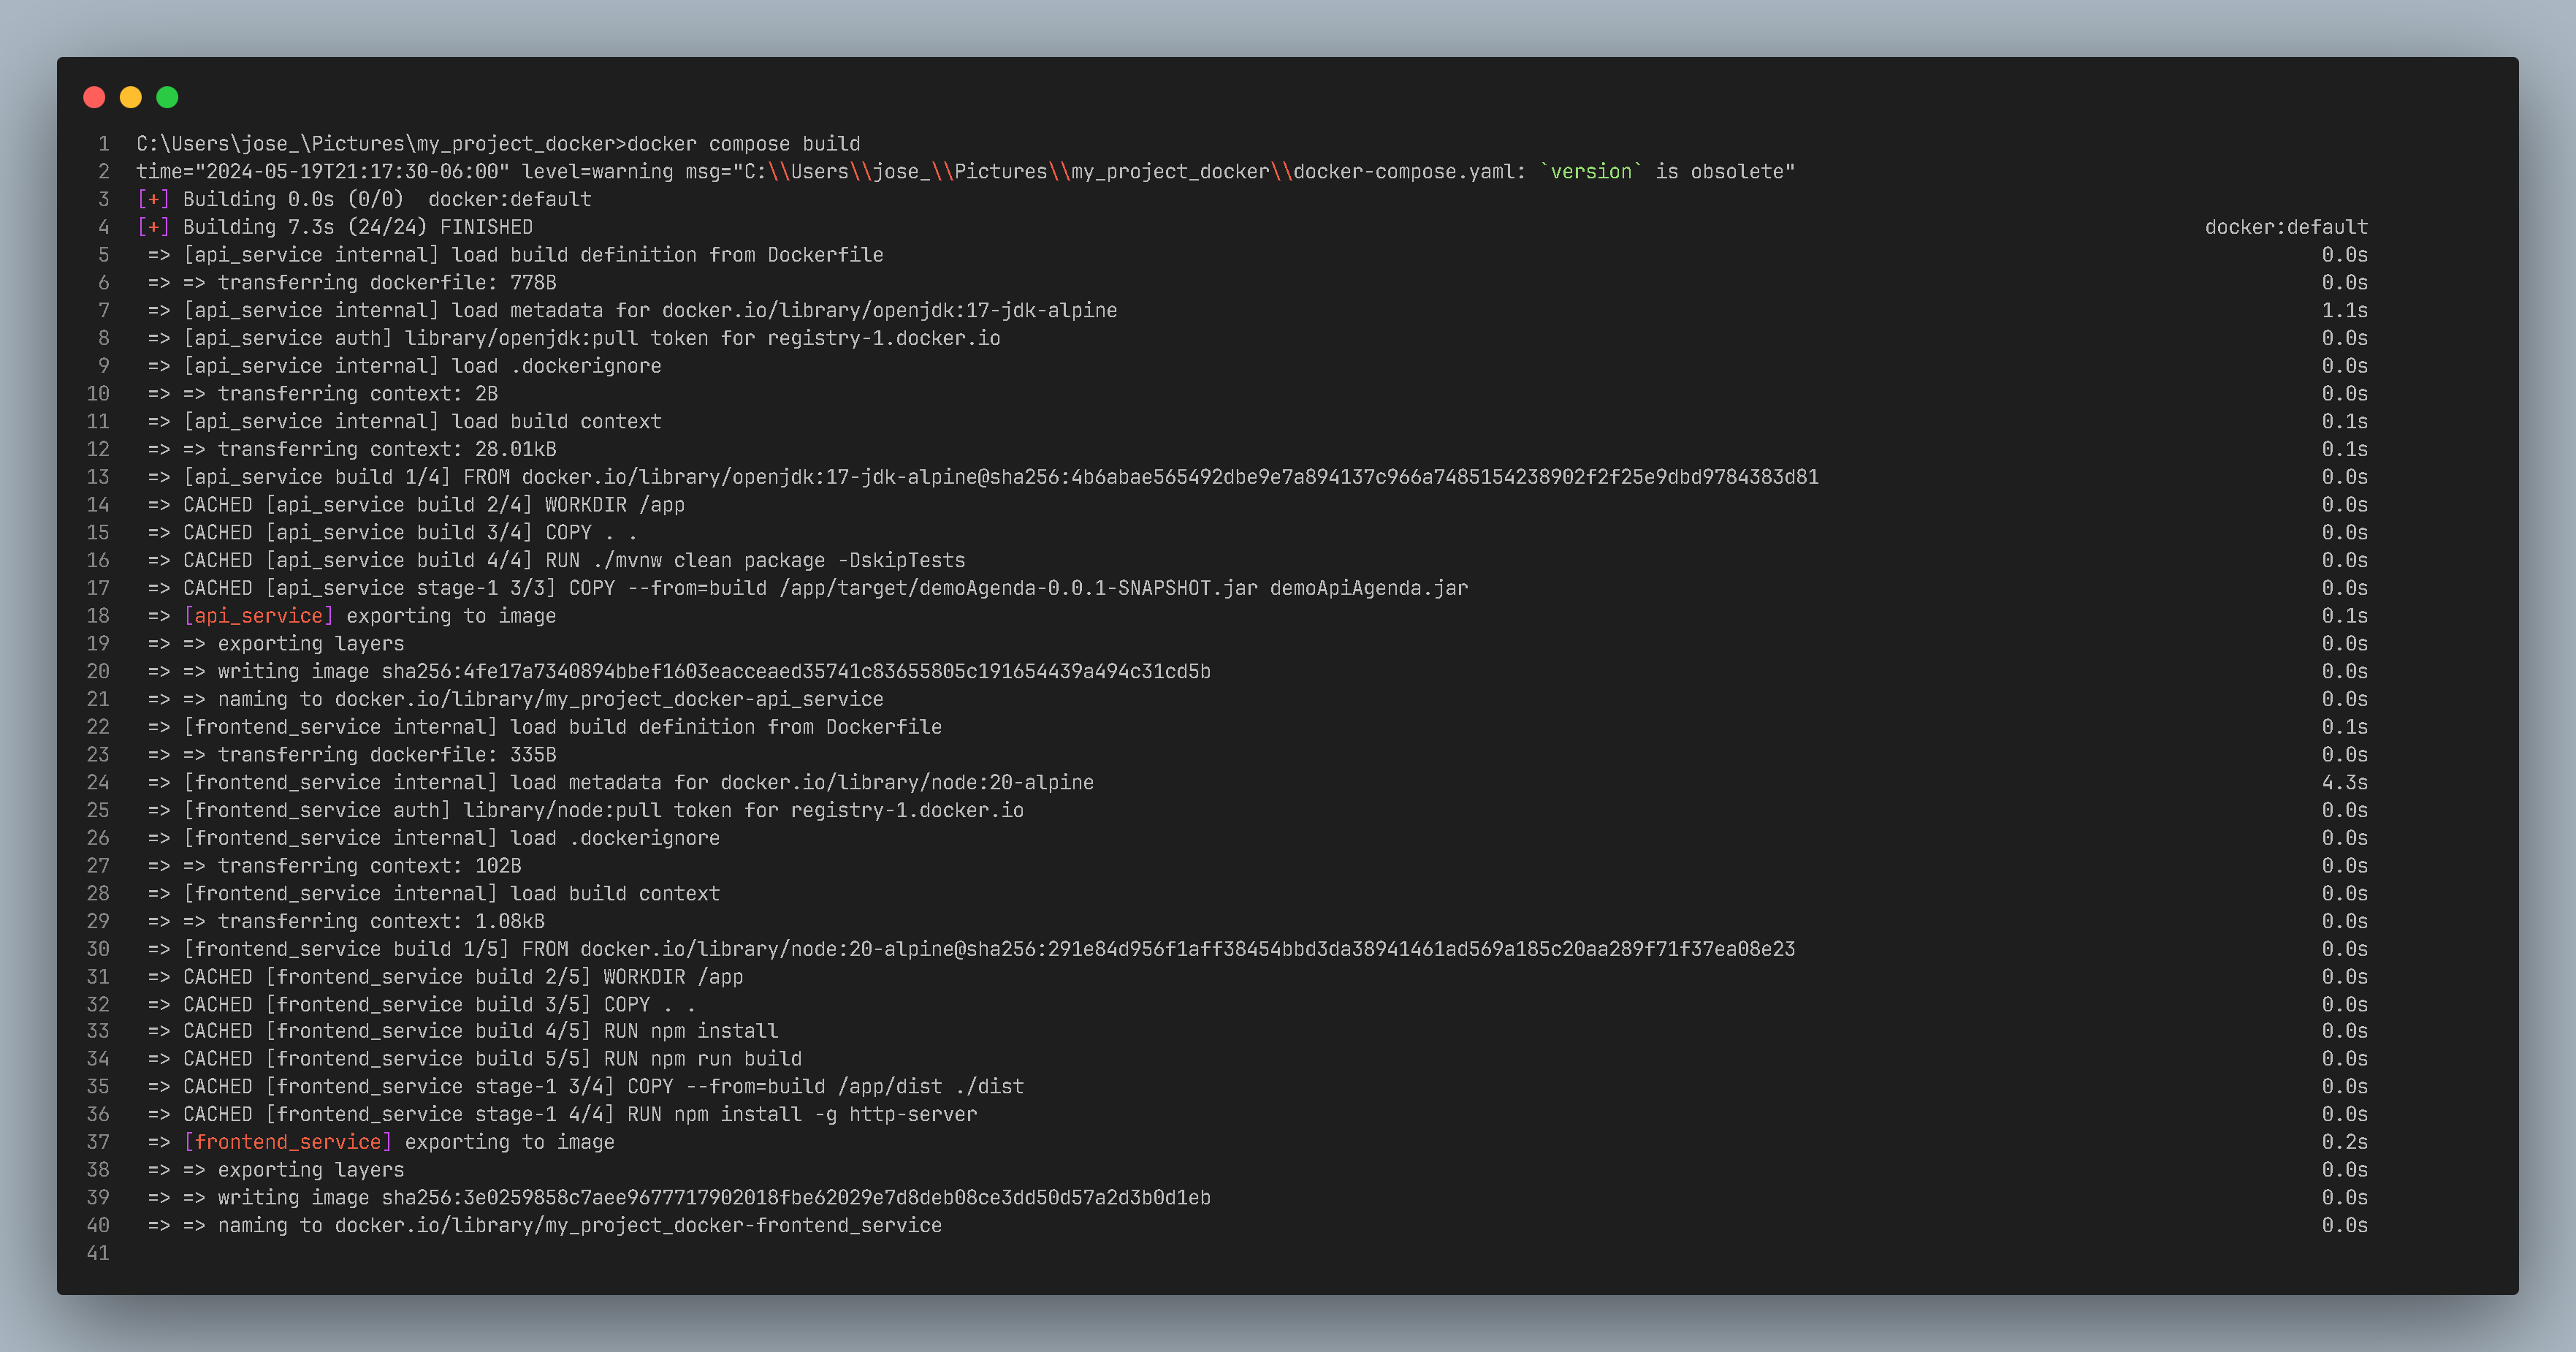 1 C:\Users\jose_\Pictures\my_project_docker>docker compose build
2 time="2024-05-19T21:17:30-06:00" level=warning msg="C:\\Users\\jose_\\Pictures\\my_project_docker\\docker-compose.yaml: `version` is obsolete"
3 [+] Building 0.0s (0/0)  docker:default
4 [+] Building 7.3s (24/24) FINISHED docker:default
5 => [api_service internal] load build definition from Dockerfile 0.0s
6 => => transferring dockerfile: 778B 0.0s
7 => [api_service internal] load metadata for docker.io/library/openjdk:17-jdk-alpine 1.1s
8 => [api_service auth] library/openjdk:pull token for registry-1.docker.io 0.0s
9 => [api_service internal] load .dockerignore 0.0s
10 => => transferring context: 2B 0.0s
11 => [api_service internal] load build context 0.1s
12 => => transferring context: 28.01kB 0.1s
13 => [api_service build 1/4] FROM docker.io/library/openjdk:17-jdk-alpine@sha256:4b6abae565492dbe9e7a894137c966a7485154238902f2f25e9dbd9784383d81 0.0s
14 => CACHED [api_service build 2/4] WORKDIR /app 0.0s
15 => CACHED [api_service build 3/4] COPY . . 0.0s
16 => CACHED [api_service build 4/4] RUN ./mvnw clean package -DskipTests 0.0s
17 => CACHED [api_service stage-1 3/3] COPY --from=build /app/target/demoAgenda-0.0.1-SNAPSHOT.jar demoApiAgenda.jar 0.0s
18 => [api_service] exporting to image 0.1s
19 => => exporting layers 0.0s
20 => => writing image sha256:4fe17a7340894bbef1603eacceaed35741c83655805c191654439a494c31cd5b 0.0s
21 => => naming to docker.io/library/my_project_docker-api_service 0.0s
22 => [frontend_service internal] load build definition from Dockerfile 0.1s
23 => => transferring dockerfile: 335B 0.0s
24 => [frontend_service internal] load metadata for docker.io/library/node:20-alpine 4.3s
25 => [frontend_service auth] library/node:pull token for registry-1.docker.io 0.0s
26 => [frontend_service internal] load .dockerignore 0.0s
27 => => transferring context: 102B 0.0s
28 => [frontend_service internal] load build context 0.0s
29 => => transferring context: 1.08kB 0.0s
30 => [frontend_service build 1/5] FROM docker.io/library/node:20-alpine@sha256:291e84d956f1aff38454bbd3da38941461ad569a185c20aa289f71f37ea08e23 0.0s
31 => CACHED [frontend_service build 2/5] WORKDIR /app 0.0s
32 => CACHED [frontend_service build 3/5] COPY . . 0.0s
33 => CACHED [frontend_service build 4/5] RUN npm install 0.0s
34 => CACHED [frontend_service build 5/5] RUN npm run build 0.0s
35 => CACHED [frontend_service stage-1 3/4] COPY --from=build /app/dist ./dist 0.0s
36 => CACHED [frontend_service stage-1 4/4] RUN npm install -g http-server 0.0s
37 => [frontend_service] exporting to image 0.2s
38 => => exporting layers 0.0s
39 => => writing image sha256:3e0259858c7aee9677717902018fbe62029e7d8deb08ce3dd50d57a2d3b0d1eb 0.0s
40 => => naming to docker.io/library/my_project_docker-frontend_service 0.0s
41